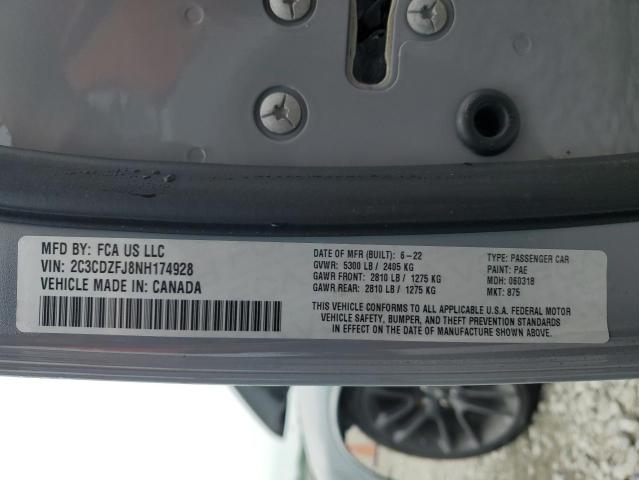 MFD BY: FCA US LLC
VIN: 2C3CDZFJ8NH174928
VEHICLE MADE IN: CANADA
DATE OF MFR (BUILT): 6-22
GVWR: 5300 LB / 2405 KG
GAWR FRONT: 2810 LB / 1275 KG
GAWR REAR: 2810 LB / 1275 KG
TYPE: PASSENGER CAR
PAINT: PAE
MDH: 060318
MKT: 875
THIS VEHICLE CONFORMS TO ALL APPLICABLE U.S.A. FEDERAL MOTOR
VEHICLE SAFETY, BUMPER, AND THEFT PREVENTION STANDARDS
IN EFFECT ON THE DATE OF MANUFACTURE SHOWN ABOVE.